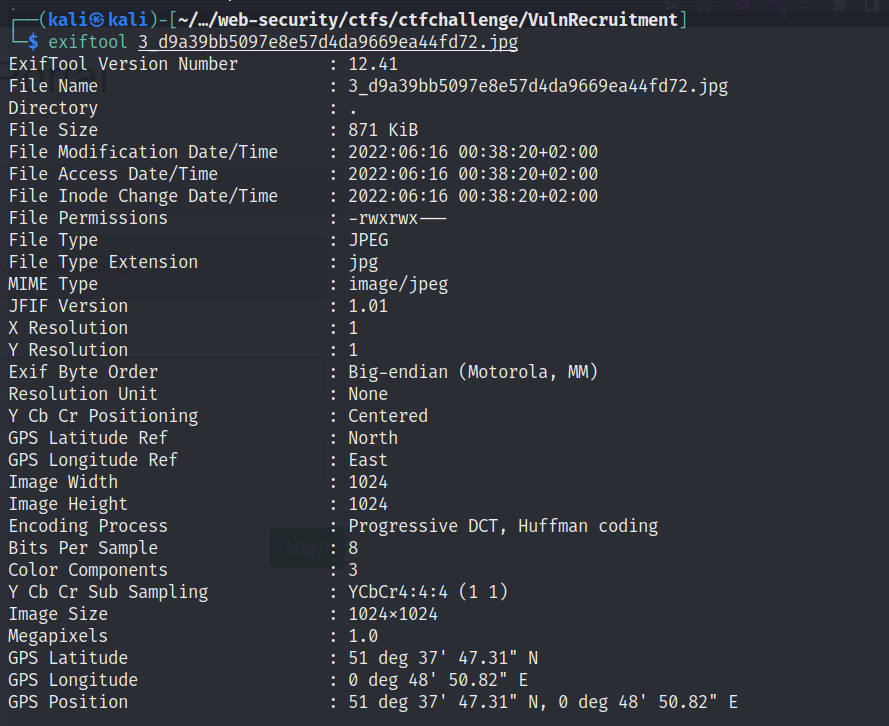 (kali㉿kali)-[~/…/web-security/ctfs/ctfchallenge/VulnRecruitment]
$ exiftool 3_d9a39bb5097e8e57d4da9669ea44fd72.jpg
ExifTool Version Number : 12.41
File Name : 3_d9a39bb5097e8e57d4da9669ea44fd72.jpg
Directory : .
File Size : 871 KiB
File Modification Date/Time : 2022:06:16 00:38:20+02:00
File Access Date/Time : 2022:06:16 00:38:20+02:00
File Inode Change Date/Time : 2022:06:16 00:38:20+02:00
File Permissions : -rwxrwx---
File Type : JPEG
File Type Extension : jpg
MIME Type : image/jpeg
JFIF Version : 1.01
X Resolution : 1
Y Resolution : 1
Exif Byte Order : Big-endian (Motorola, MM)
Resolution Unit : None
Y Cb Cr Positioning : Centered
GPS Latitude Ref : North
GPS Longitude Ref : East
Image Width : 1024
Image Height : 1024
Encoding Process : Progressive DCT, Huffman coding
Bits Per Sample : 8
Color Components : 3
Y Cb Cr Sub Sampling : YCbCr4:4:4 (1 1)
Image Size : 1024×1024
Megapixels : 1.0
GPS Latitude : 51 deg 37' 47.31" N
GPS Longitude : 0 deg 48' 50.82" E
GPS Position : 51 deg 37' 47.31" N, 0 deg 48' 50.82" E